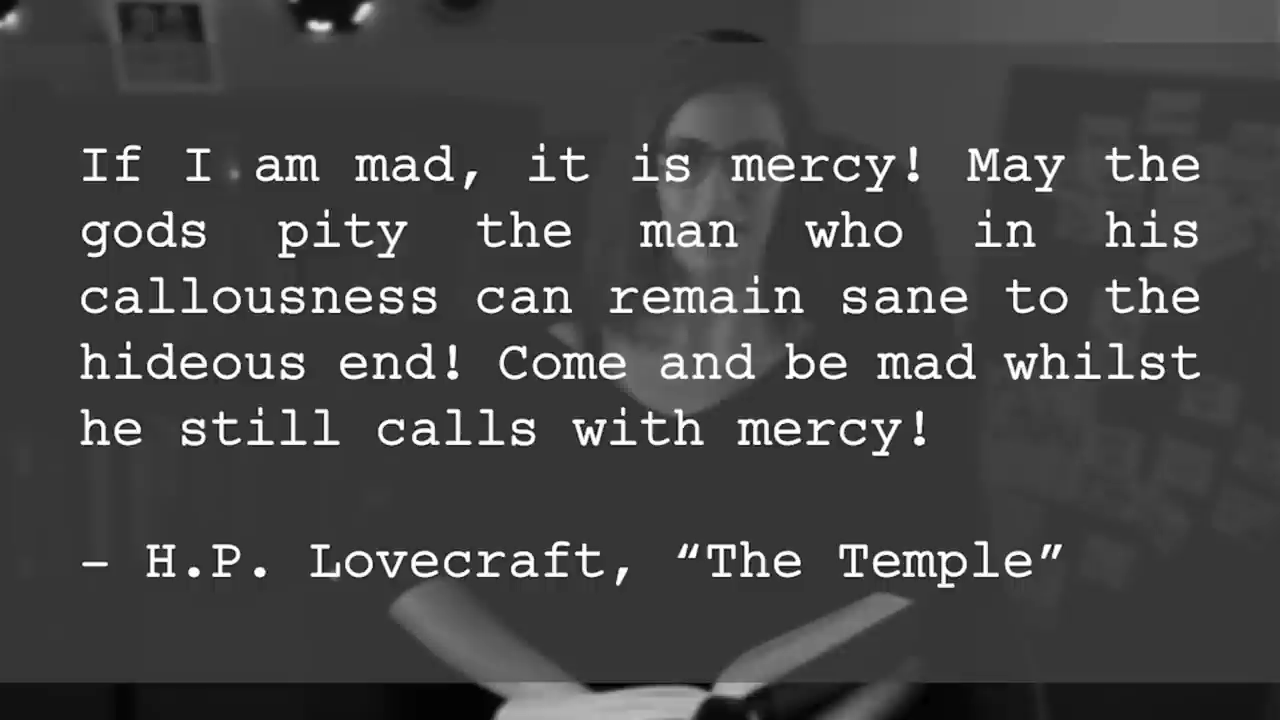 If I am mad, it is mercy! May the
gods pity the man who in his
callousness can remain sane to the
hideous end! Come and be mad whilst
he still calls with mercy!
– H.P. Lovecraft, “The Temple”